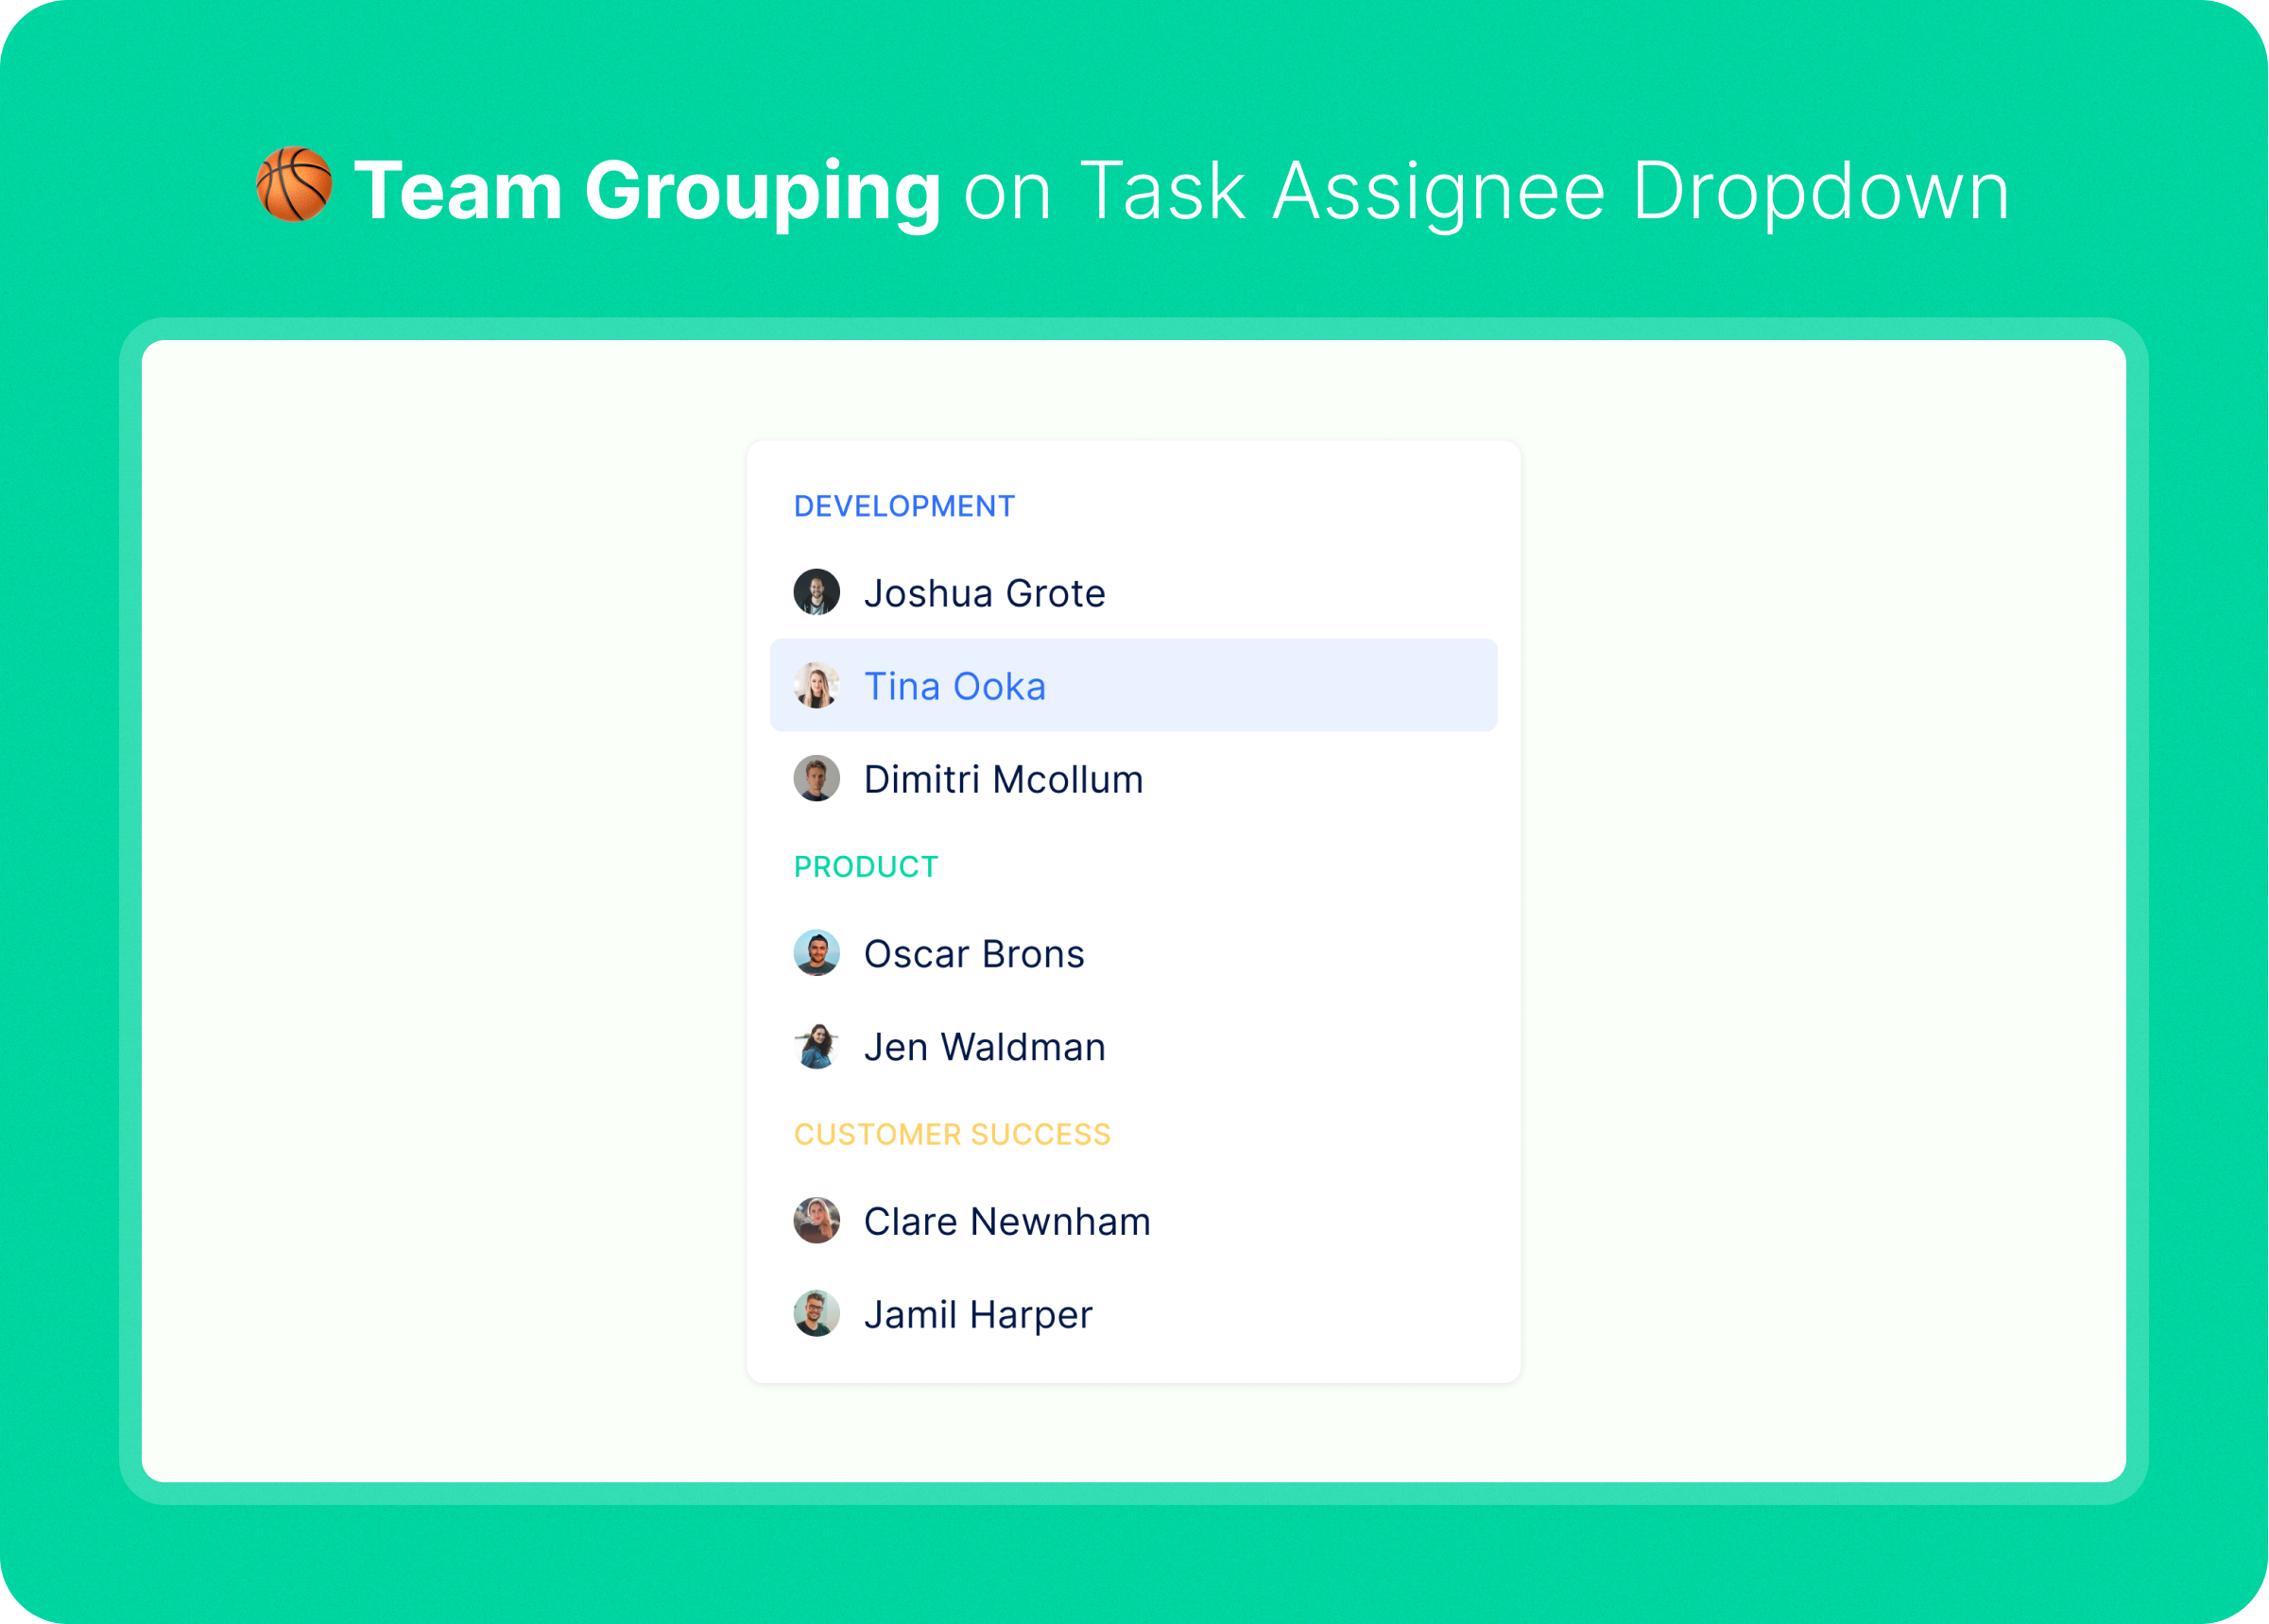 Team Grouping on Task Assignee Dropdown
DEVELOPMENT
Joshua Grote
Tina Ooka
Dimitri Mcollum
PRODUCT
Oscar Brons
Jen Waldman
CUSTOMER SUCCESS
Clare Newnham
Jamil Harper